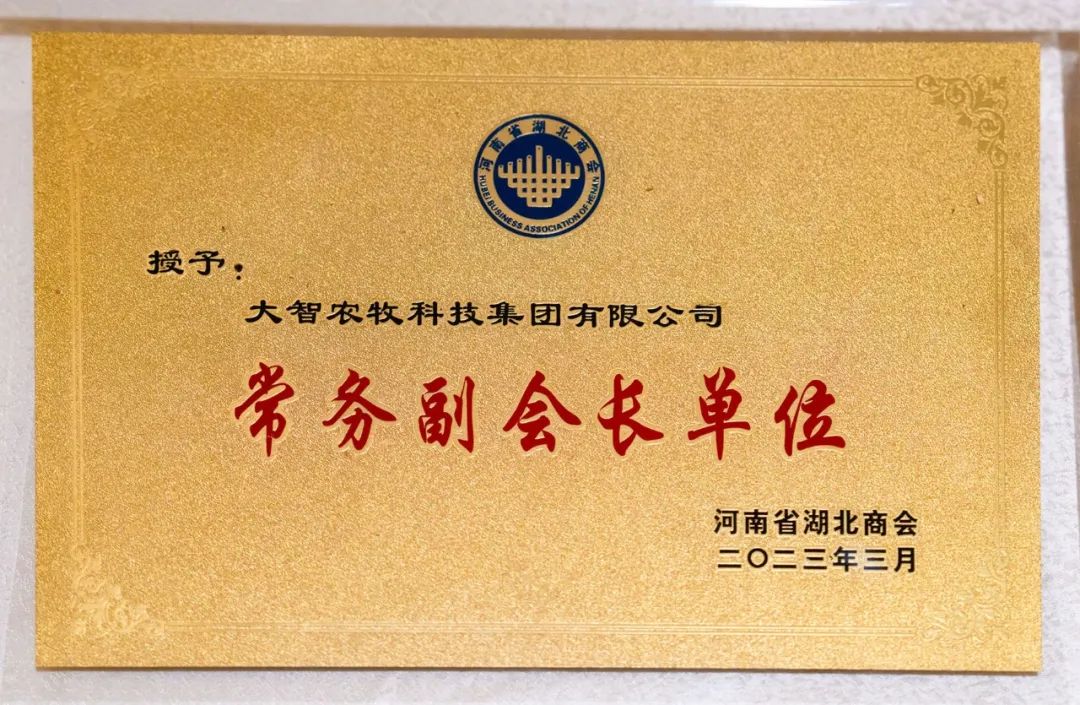 河南省湖北商会
HUBEI BUSINESS ASSOCIATION OF HENAN
授予：
大智农牧科技集团有限公司
常务副会长单位
河南省湖北商会
二〇二三年三月